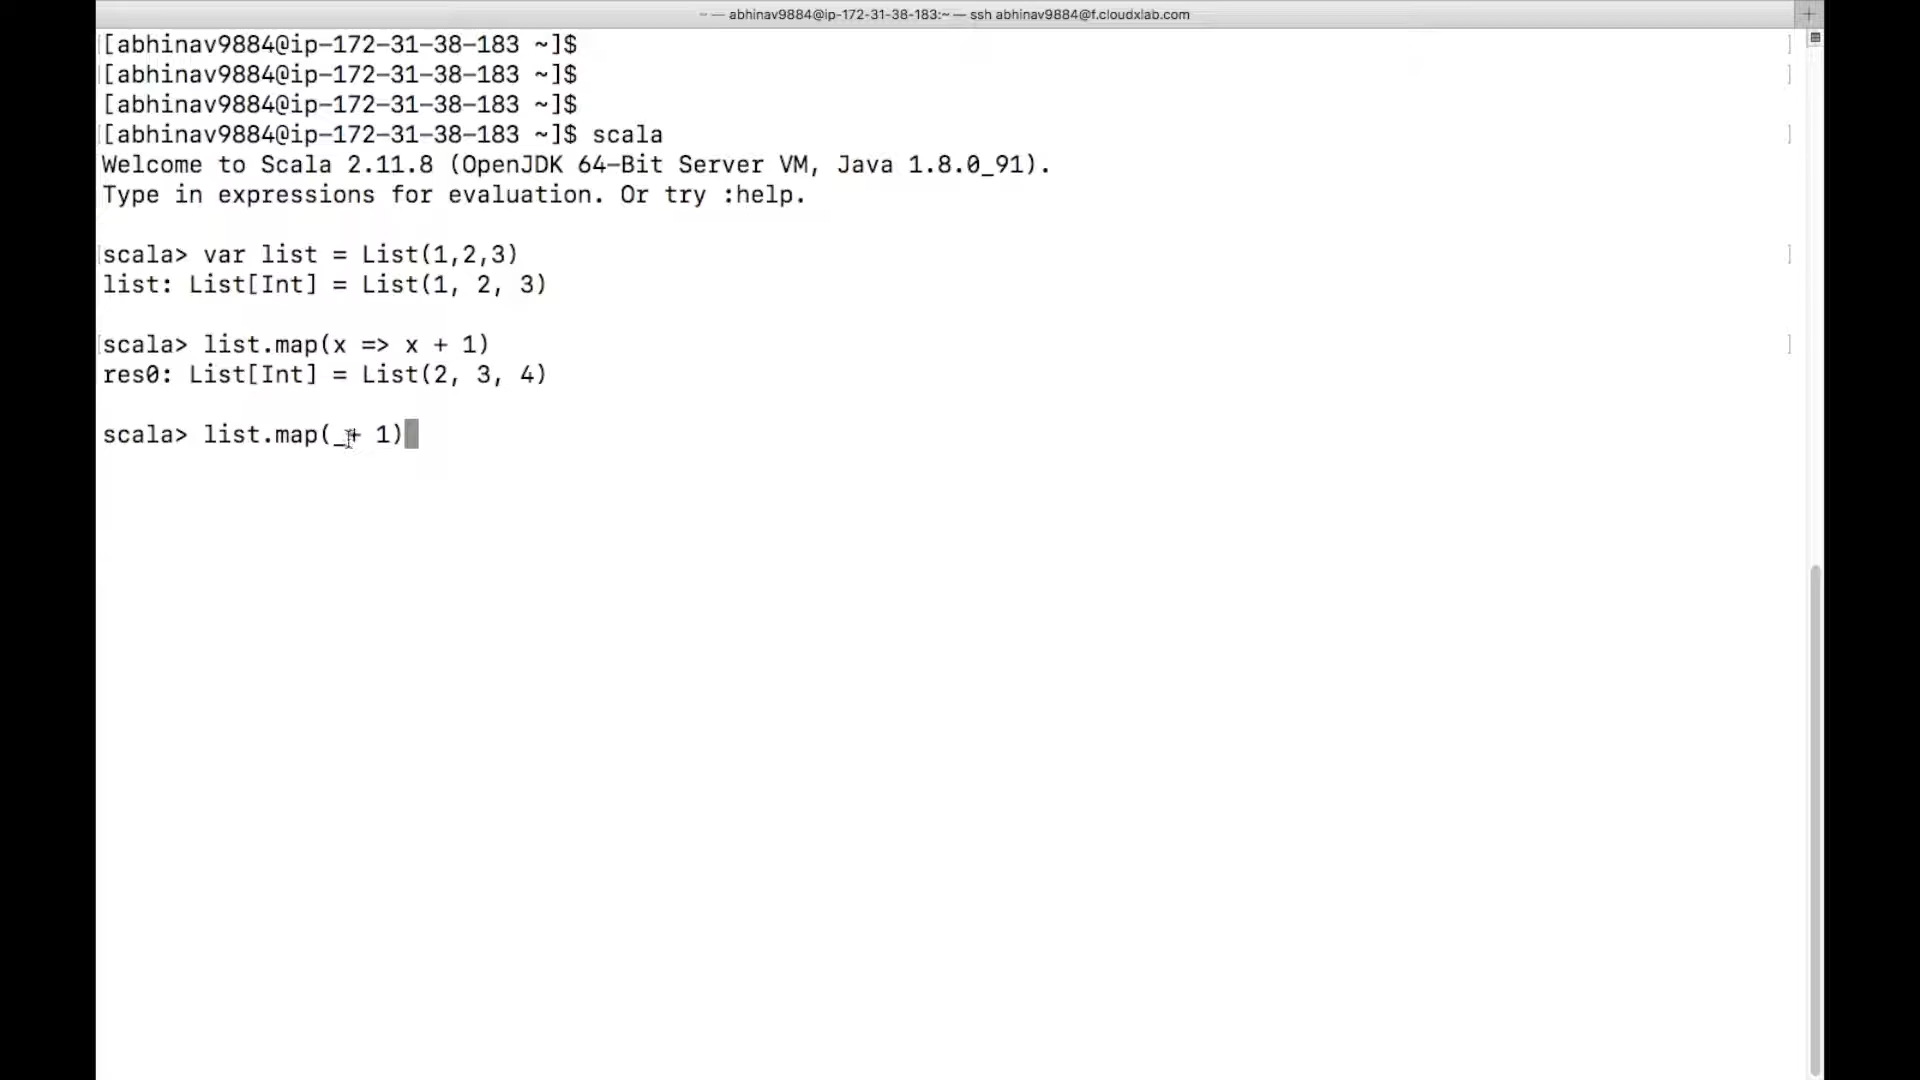 ~ — abhinav9884@ip-172-31-38-183:~ — ssh abhinav9884@f.cloudxlab.com
[abhinav9884@ip-172-31-38-183 ~]$
[abhinav9884@ip-172-31-38-183 ~]$
[abhinav9884@ip-172-31-38-183 ~]$
[abhinav9884@ip-172-31-38-183 ~]$ scala
Welcome to Scala 2.11.8 (OpenJDK 64-Bit Server VM, Java 1.8.0_91).
Type in expressions for evaluation. Or try :help.
scala> var list = List(1,2,3)
list: List[Int] = List(1, 2, 3)
scala> list.map(x => x + 1)
res0: List[Int] = List(2, 3, 4)
scala> list.map(_+ 1)